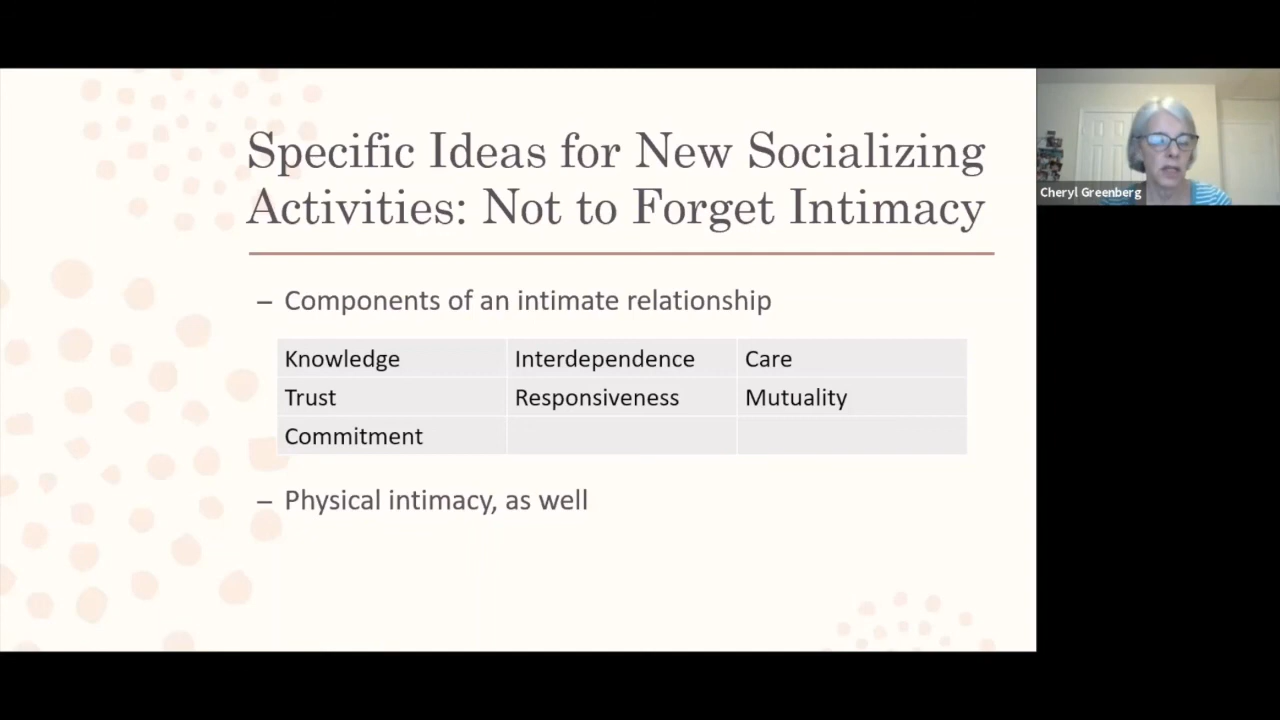 Specific Ideas for New Socializing
Activities: Not to Forget Intimacy
– Components of an intimate relationship
Knowledge Interdependence Care
Trust Responsiveness Mutuality
Commitment
– Physical intimacy, as well
Cheryl Greenberg